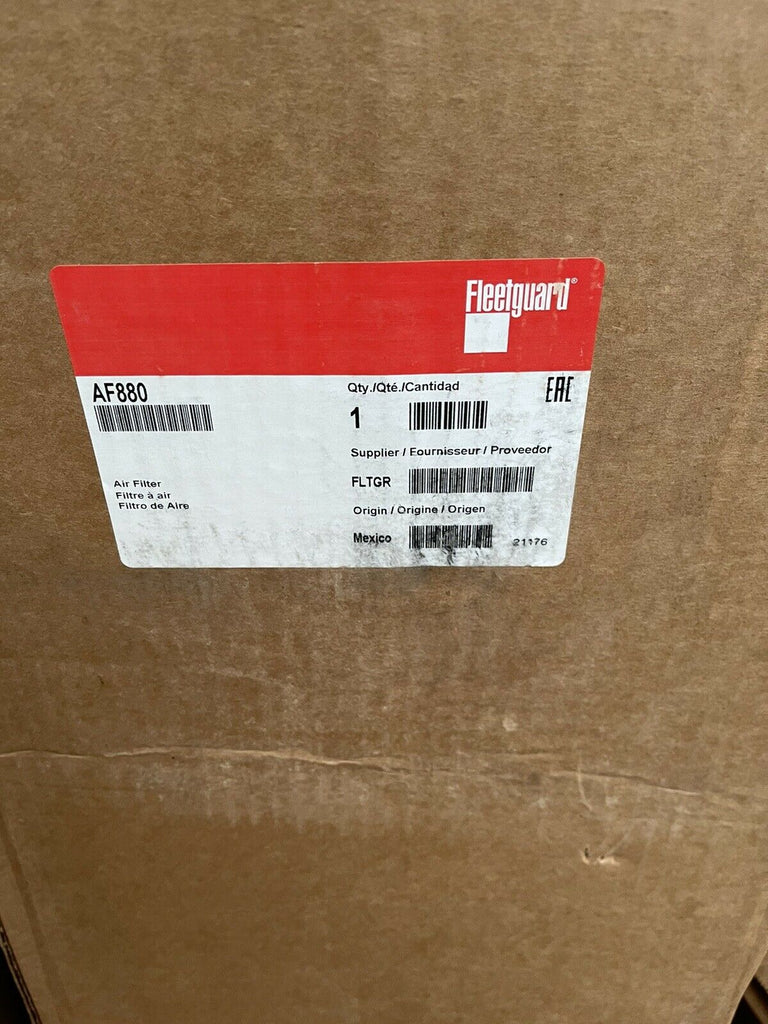 Fleetguard®
AF880
Qty./Qté./Cantidad
EAC
1
Supplier / Fournisseur / Proveedor
FLTGR
Air Filter
Filtre à air
Filtro de Aire
Origin / Origine / Origen
Mexico
21176